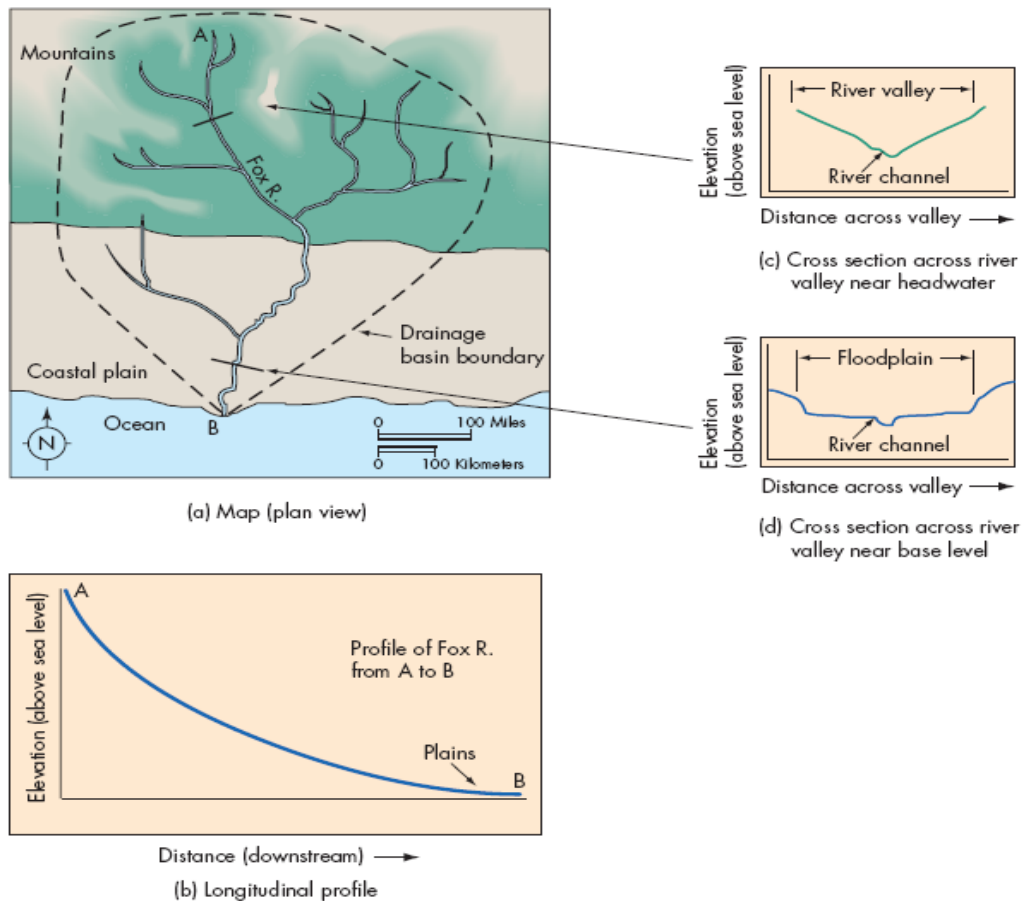 A
Mountains
Fox R.
Drainage
basin boundary
Coastal plain
Ocean
B
N
0 100 Miles
0 100 Kilometers
(a) Map (plan view)
River valley
Elevation
(above sea level)
River channel
Distance across valley
(c) Cross section across river
valley near headwater
Floodplain
Elevation
(above sea level)
River channel
Distance across valley
(d) Cross section across river
valley near base level
A
Elevation (above sea level)
Profile of Fox R.
from A to B
Plains
B
Distance (downstream)
(b) Longitudinal profile